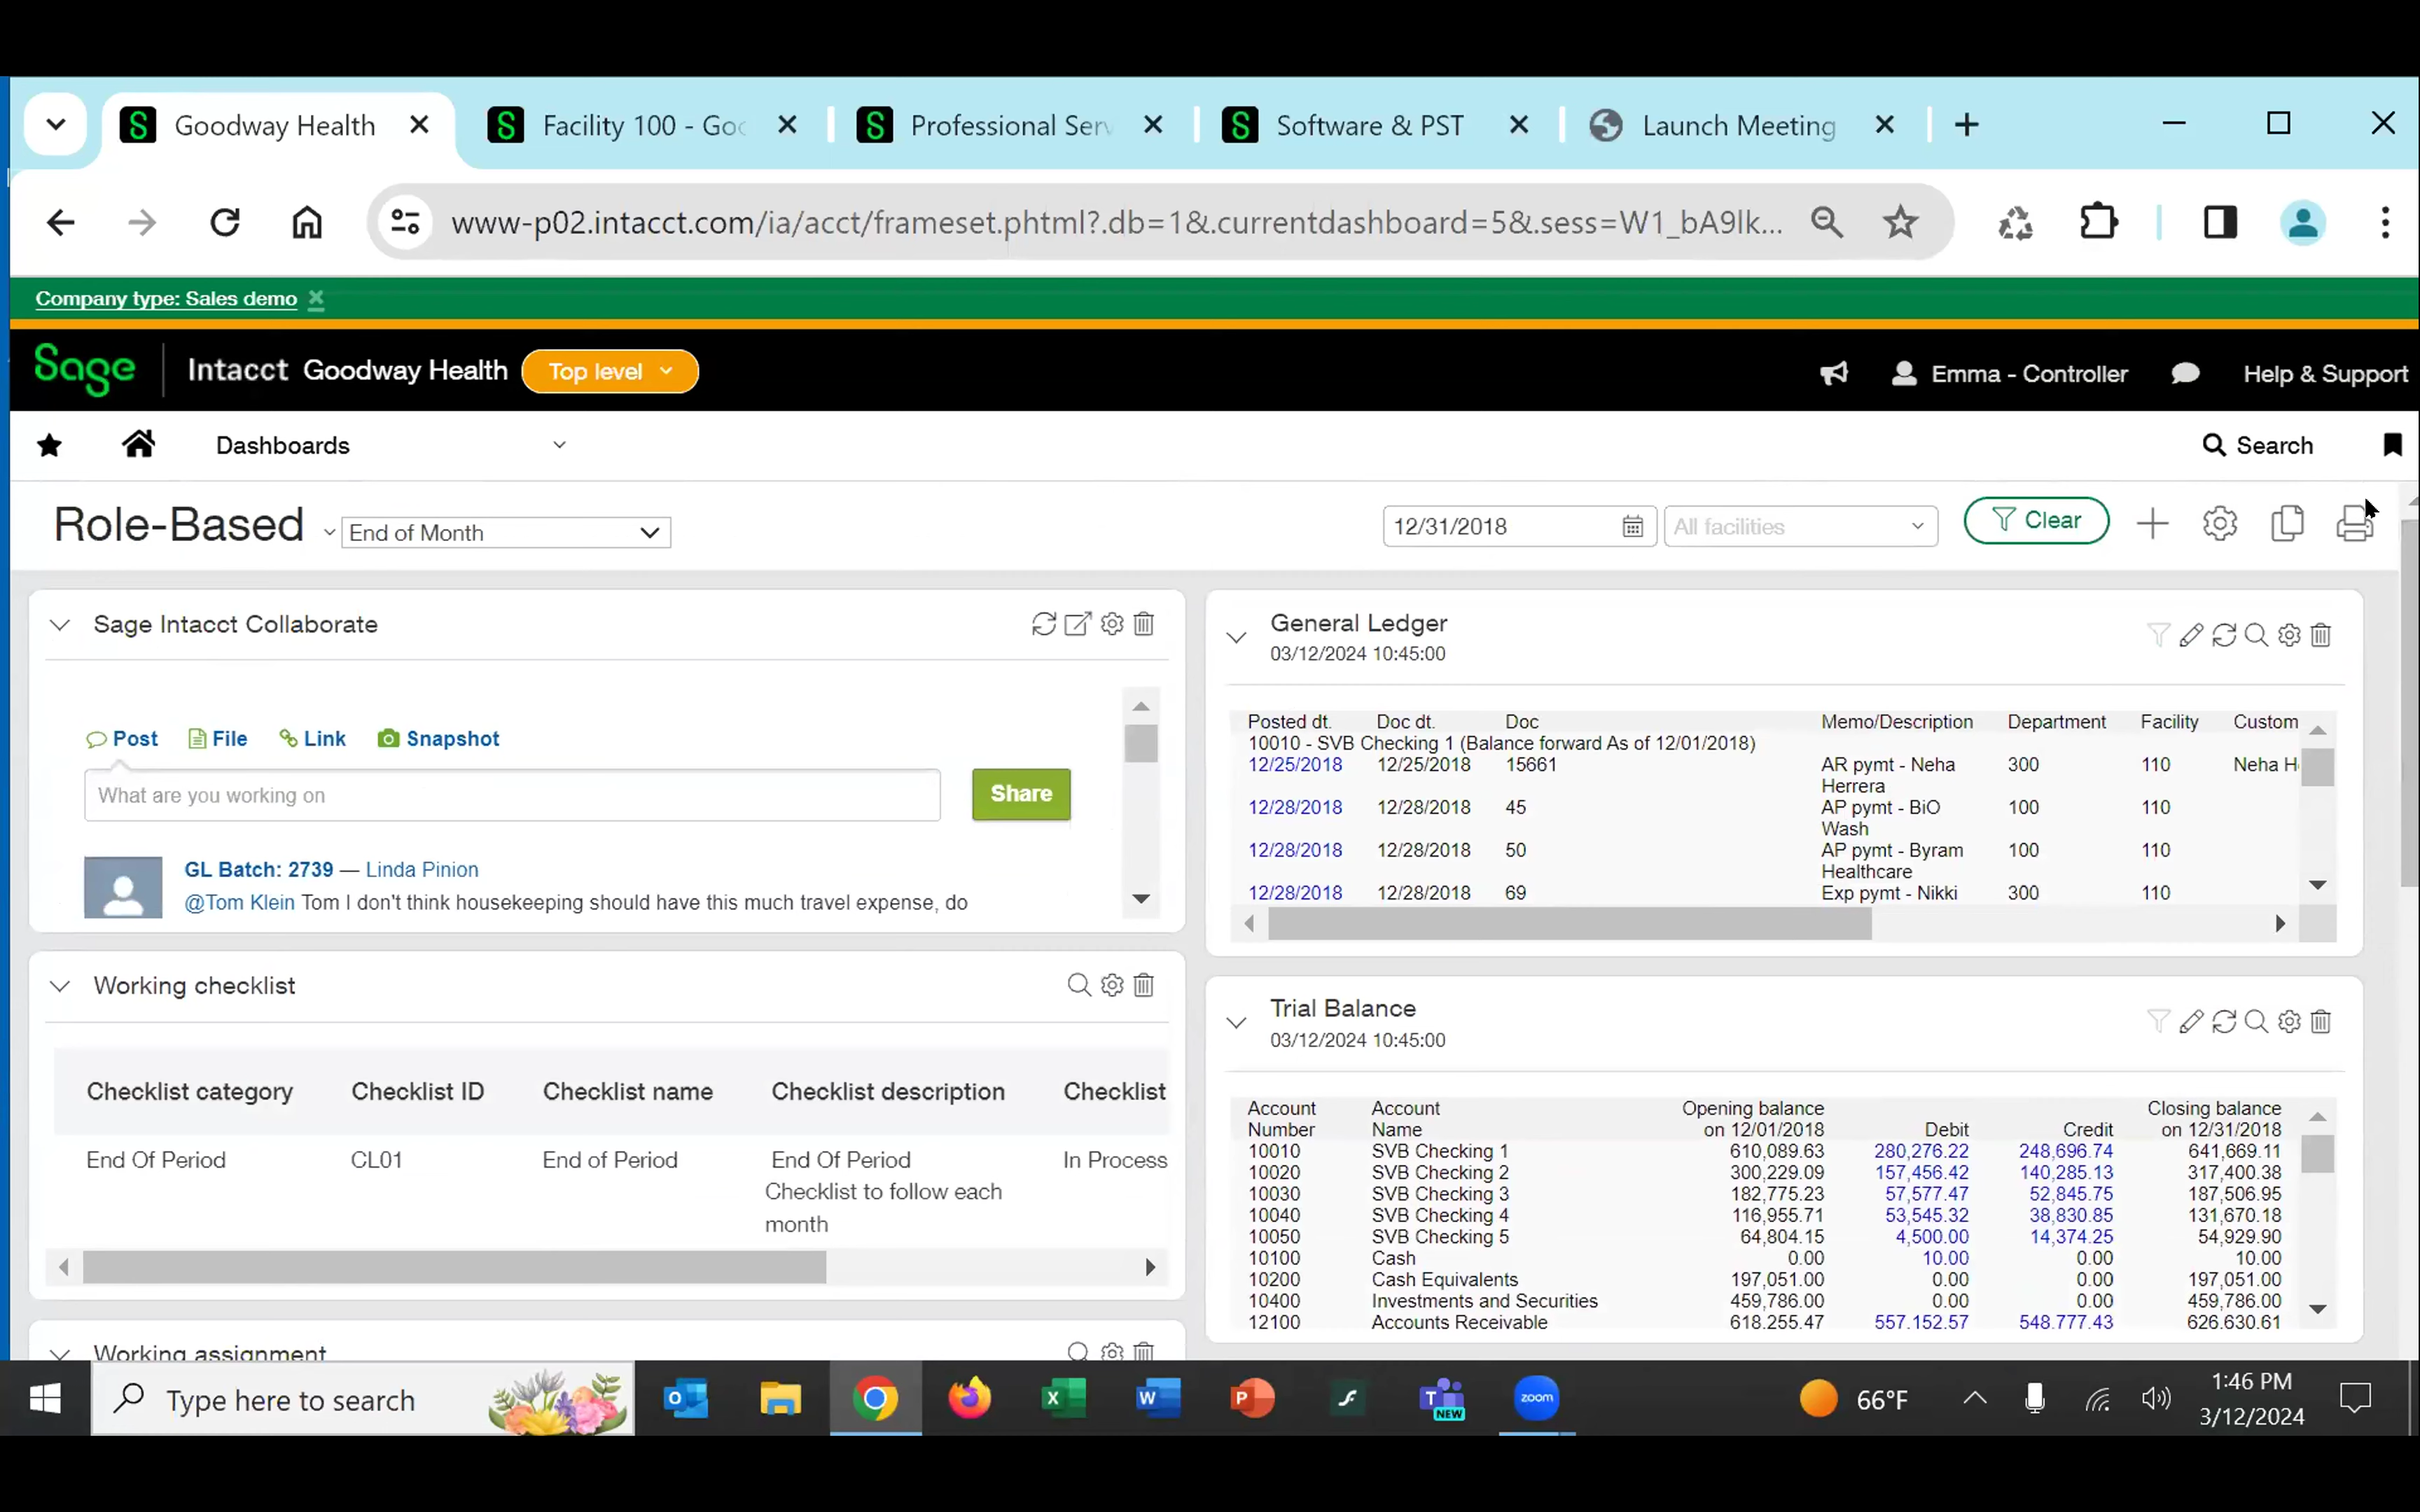 Goodway Health
Facility 100 - Goo
Professional Serv
Software & PST
Launch Meeting
www-p02.intacct.com/ia/acct/frameset.phtml?.db=1&.currentdashboard=5&.sess=W1_bA9lk...
Company type: Sales demo
Sage Intacct Goodway Health Top level
Emma - Controller
Help & Support
Dashboards
Search
Role-Based
End of Month
12/31/2018
All facilities
Clear
Sage Intacct Collaborate
Post File Link Snapshot
What are you working on
Share
GL Batch: 2739 — Linda Pinion
@Tom Klein Tom I don't think housekeeping should have this much travel expense, do
Working checklist
Checklist category Checklist ID Checklist name Checklist description Checklist
End Of Period CL01 End of Period End Of Period In Process
Checklist to follow each
month
Working assignment
General Ledger
03/12/2024 10:45:00
Posted dt. Doc dt. Doc Memo/Description Department Facility Custom
10010 - SVB Checking 1 (Balance forward As of 12/01/2018)
12/25/2018 12/25/2018 15661 AR pymt - Neha 300 110 Neha H
Herrera
12/28/2018 12/28/2018 45 AP pymt - BiO 100 110
Wash
12/28/2018 12/28/2018 50 AP pymt - Byram 100 110
Healthcare
12/28/2018 12/28/2018 69 Exp pymt - Nikki 300 110
Trial Balance
03/12/2024 10:45:00
Account Account Opening balance Closing balance
Number Name on 12/01/2018 Debit Credit on 12/31/2018
10010 SVB Checking 1 610,089.63 280,276.22 248,696.74 641,669.11
10020 SVB Checking 2 300,229.09 157,456.42 140,285.13 317,400.38
10030 SVB Checking 3 182,775.23 57,577.47 52,845.75 187,506.95
10040 SVB Checking 4 116,955.71 53,545.32 38,830.85 131,670.18
10050 SVB Checking 5 64,804.15 4,500.00 14,374.25 54,929.90
10100 Cash 0.00 10.00 0.00 10.00
10200 Cash Equivalents 197,051.00 0.00 0.00 197,051.00
10400 Investments and Securities 459,786.00 0.00 0.00 459,786.00
12100 Accounts Receivable 618,255.47 557,152.57 548,777.43 626,630.61
Type here to search
NEW
zoom
66°F
1:46 PM
3/12/2024